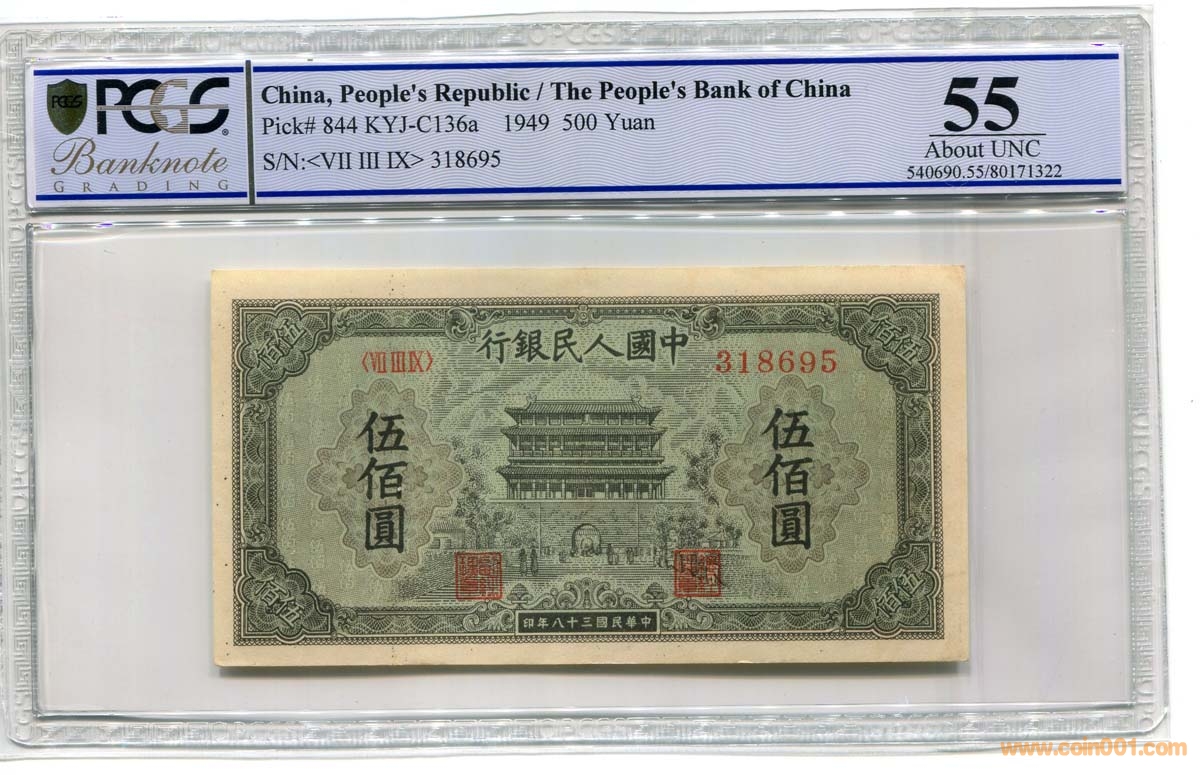 PCGS
PCGS
Banknote
GRADING
China, People's Republic / The People's Bank of China
Pick# 844 KYJ-C136a 1949 500 Yuan
S/N:<VII III IX> 318695
55
About UNC
540690.55/80171322
行銀民人國中
〈VII III IX〉
318695
伍佰
伍佰
伍佰圓
伍佰圓
伍佰
伍佰
印年八十三國民華中
www.coin001.com